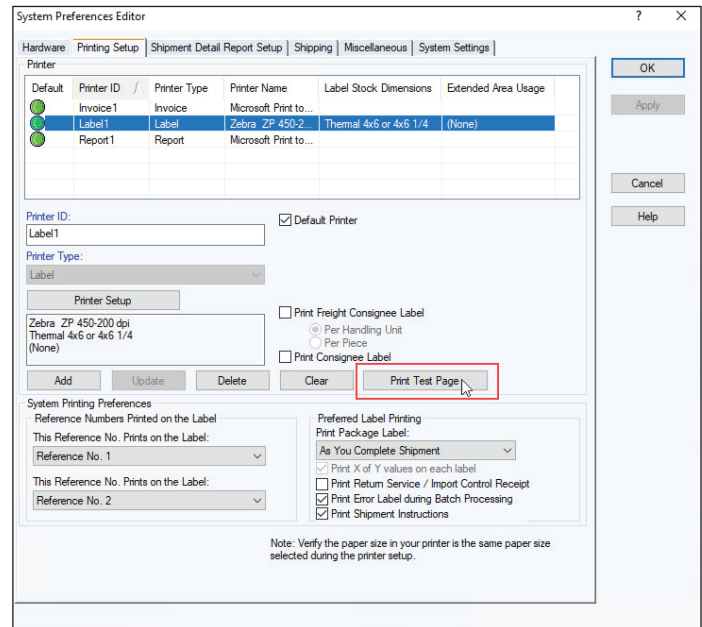 System Preferences Editor ? X
Hardware Printing Setup Shipment Detail Report Setup Shipping Miscellaneous System Settings
Printer
OK
Default Printer ID / Printer Type Printer Name Label Stock Dimensions Extended Area Usage
Invoice1 Invoice Microsoft Print to...
Apply
Label1 Label Zebra ZP 450-2... Thermal 4x6 or 4x6 1/4 (None)
Report1 Report Microsoft Print to...
Cancel
Printer ID:
Default Printer
Help
Label1
Printer Type:
Label
Printer Setup
Print Freight Consignee Label
Zebra ZP 450-200 dpi
Per Handling Unit
Thermal 4x6 or 4x6 1/4
Per Piece
(None)
Print Consignee Label
Add Update Delete Clear Print Test Page
System Printing Preferences
Reference Numbers Printed on the Label
This Reference No. Prints on the Label:
Reference No. 1
This Reference No. Prints on the Label:
Reference No. 2
Preferred Label Printing
Print Package Label:
As You Complete Shipment
Print X of Y values on each label
Print Return Service / Import Control Receipt
Print Error Label during Batch Processing
Print Shipment Instructions
Note: Verify the paper size in your printer is the same paper size
selected during the printer setup.